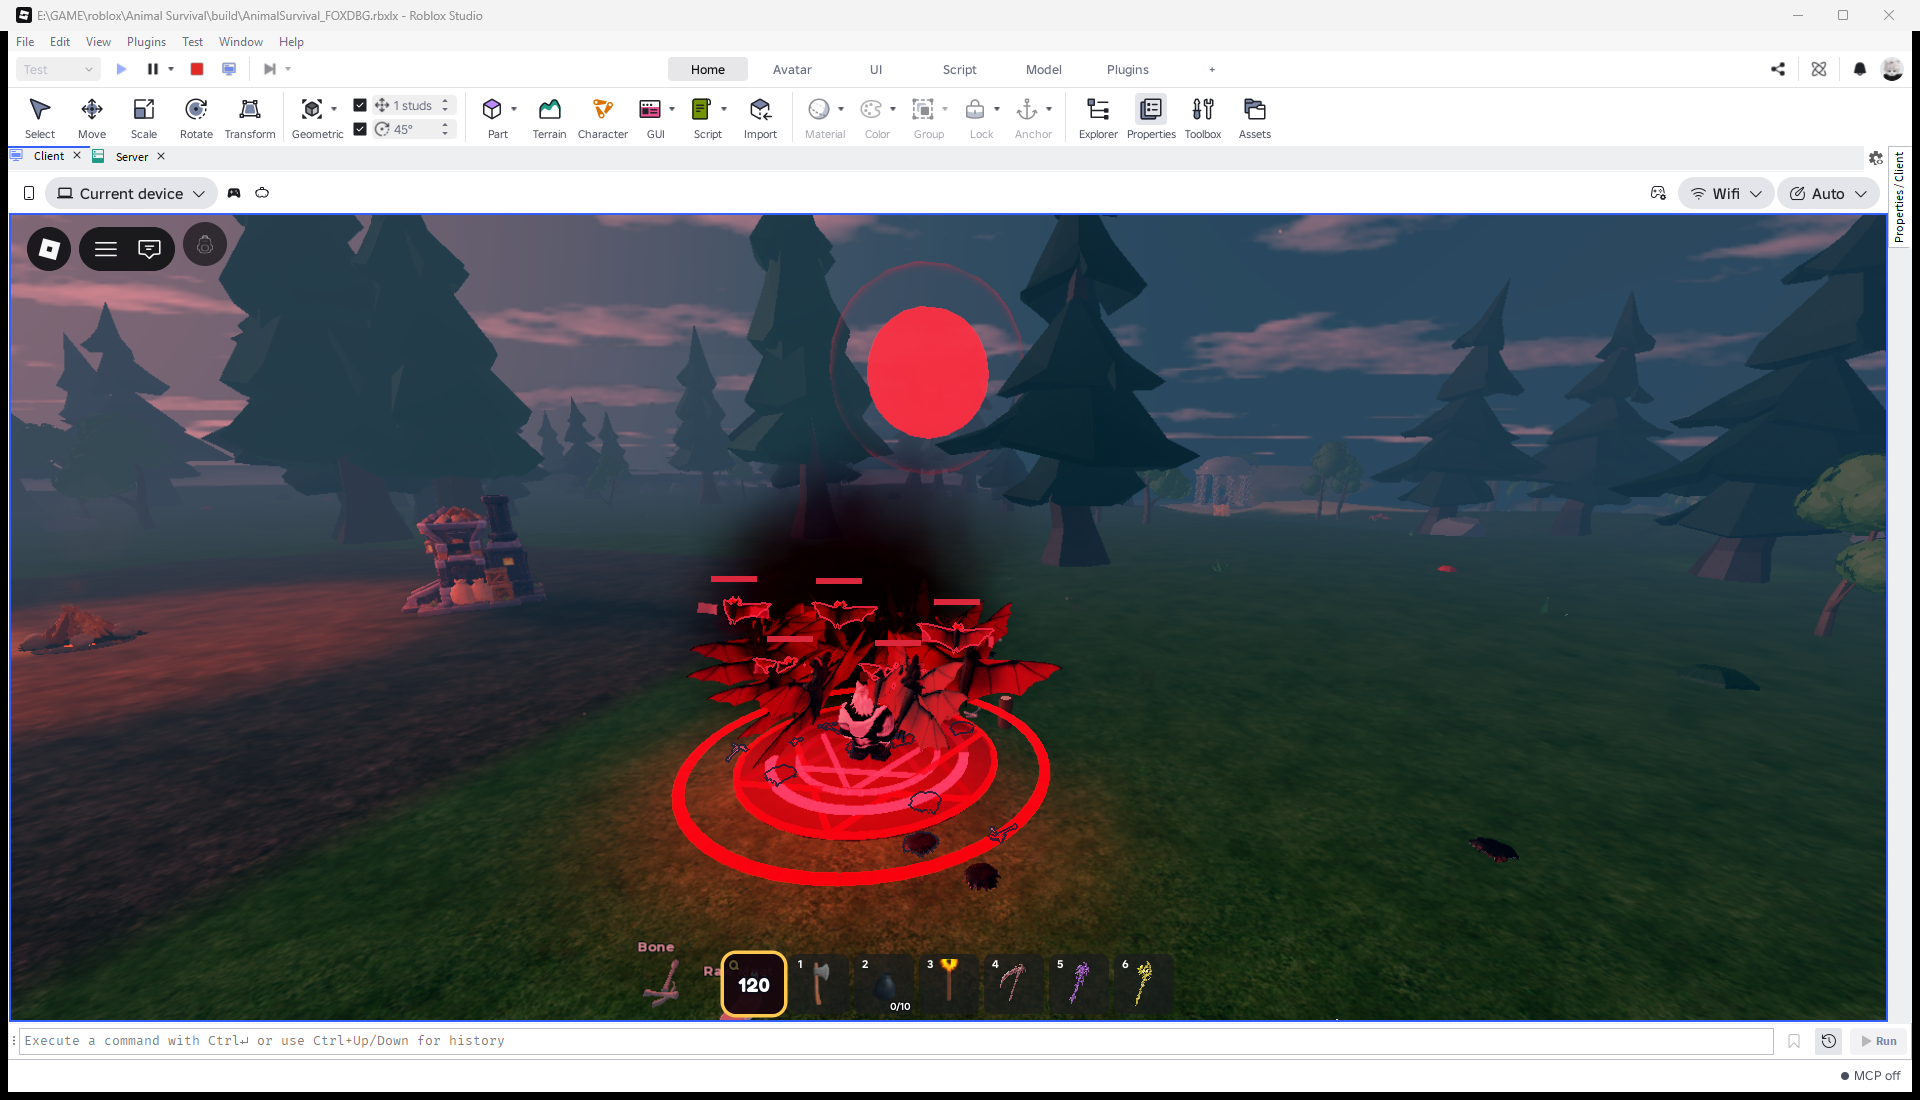 E:\GAME\roblox\Animal Survival\build\AnimalSurvival_FOXDBG.rbxlx - Roblox Studio
File Edit View Plugins Test Window Help
Test
Home Avatar UI Script Model Plugins +
1 studs
45°
Select Move Scale Rotate Transform Geometric Part Terrain Character GUI Script Import Material Color Group Lock Anchor Explorer Properties Toolbox Assets
Client Server
Properties / Client
Current device Wifi Auto
Bone
Ra
Q
120
1
2
0/10
3
4
5
6
Execute a command with Ctrl↵ or use Ctrl+Up/Down for history
Run
MCP off